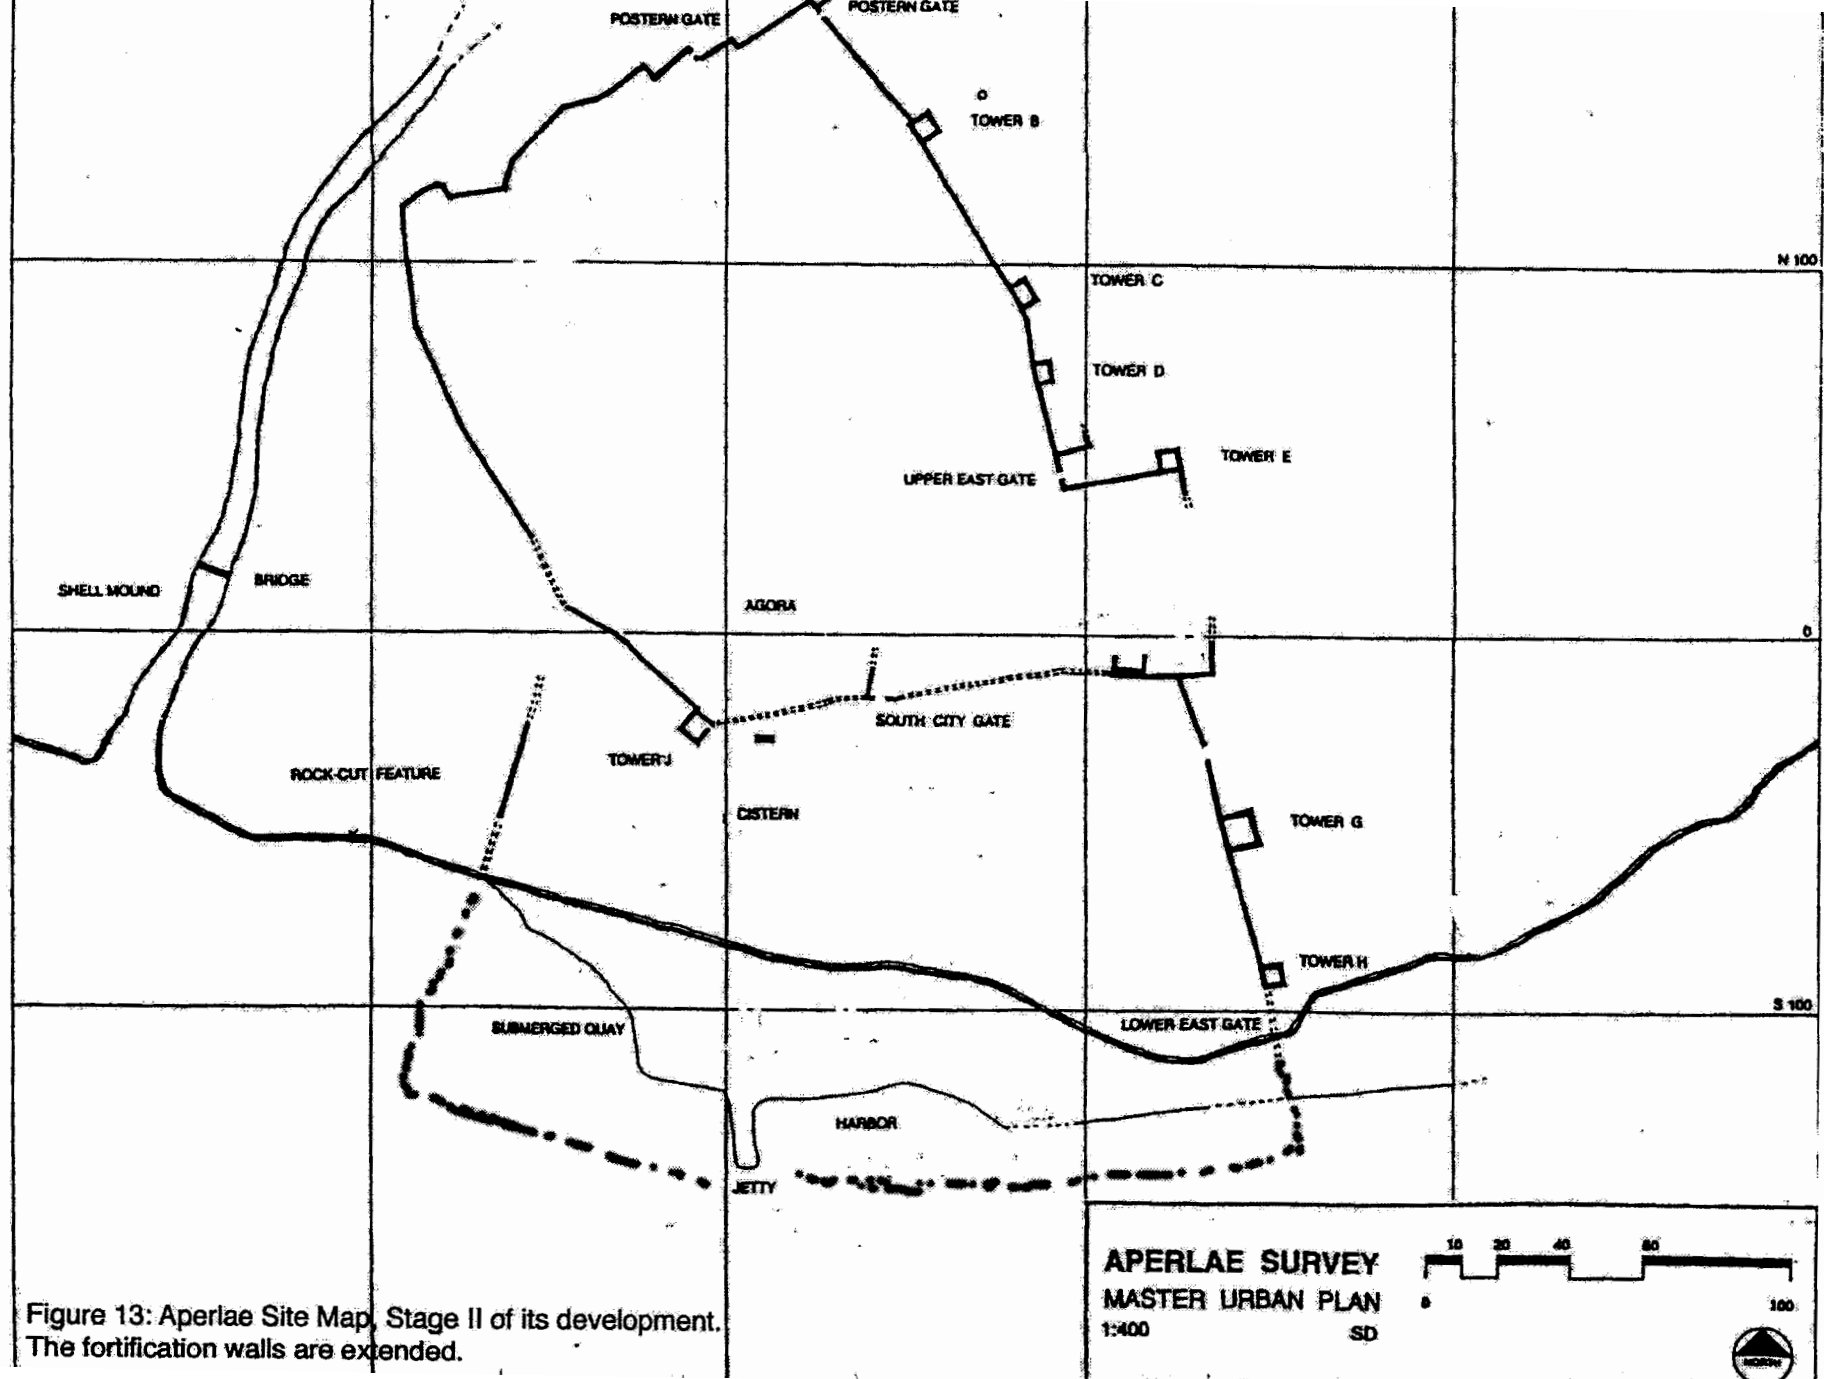 POSTERN GATE
POSTERN GATE
TOWER B
N 100
TOWER C
TOWER D
TOWER E
UPPER EAST GATE
SHELL MOUND
BRIDGE
AGORA
0
SOUTH CITY GATE
TOWER J
ROCK-CUT FEATURE
CISTERN
TOWER G
TOWER H
S 100
SUBMERGED QUAY
LOWER EAST GATE
HARBOR
JETTY
APERLAE SURVEY
MASTER URBAN PLAN
1:400 SD
10 20 40 60
0 100
NORTH
Figure 13: Aperlae Site Map, Stage II of its development.
The fortification walls are extended.